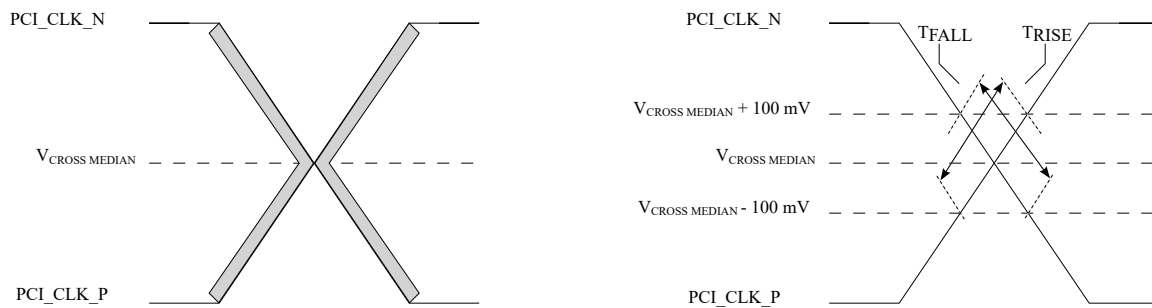 PCI_CLK_N
VCROSS MEDIAN
PCI_CLK_P
PCI_CLK_N
TFALL
TRISE
VCROSS MEDIAN + 100 mV
VCROSS MEDIAN
VCROSS MEDIAN - 100 mV
PCI_CLK_P